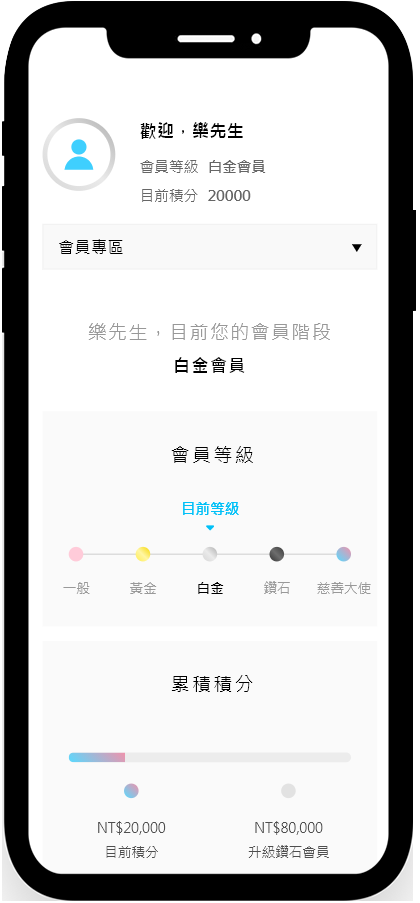 歡迎，樂先生
會員等級 白金會員
目前積分 20000
會員專區
樂先生，目前您的會員階段
白金會員
會員等級
目前等級
一般 黃金 白金 鑽石 慈善大使
累積積分
NT$20,000 NT$80,000
目前積分 升級鑽石會員